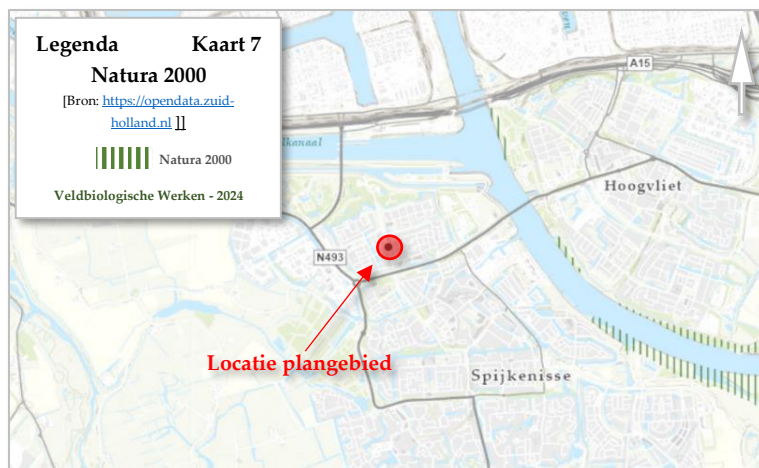 Legenda Kaart 7
Natura 2000
[Bron: https://opendata.zuid-
holland.nl ]]
Natura 2000
Veldbiologische Werken - 2024
A15
Hoogvliet
N493
Locatie plangebied
Spijkenisse